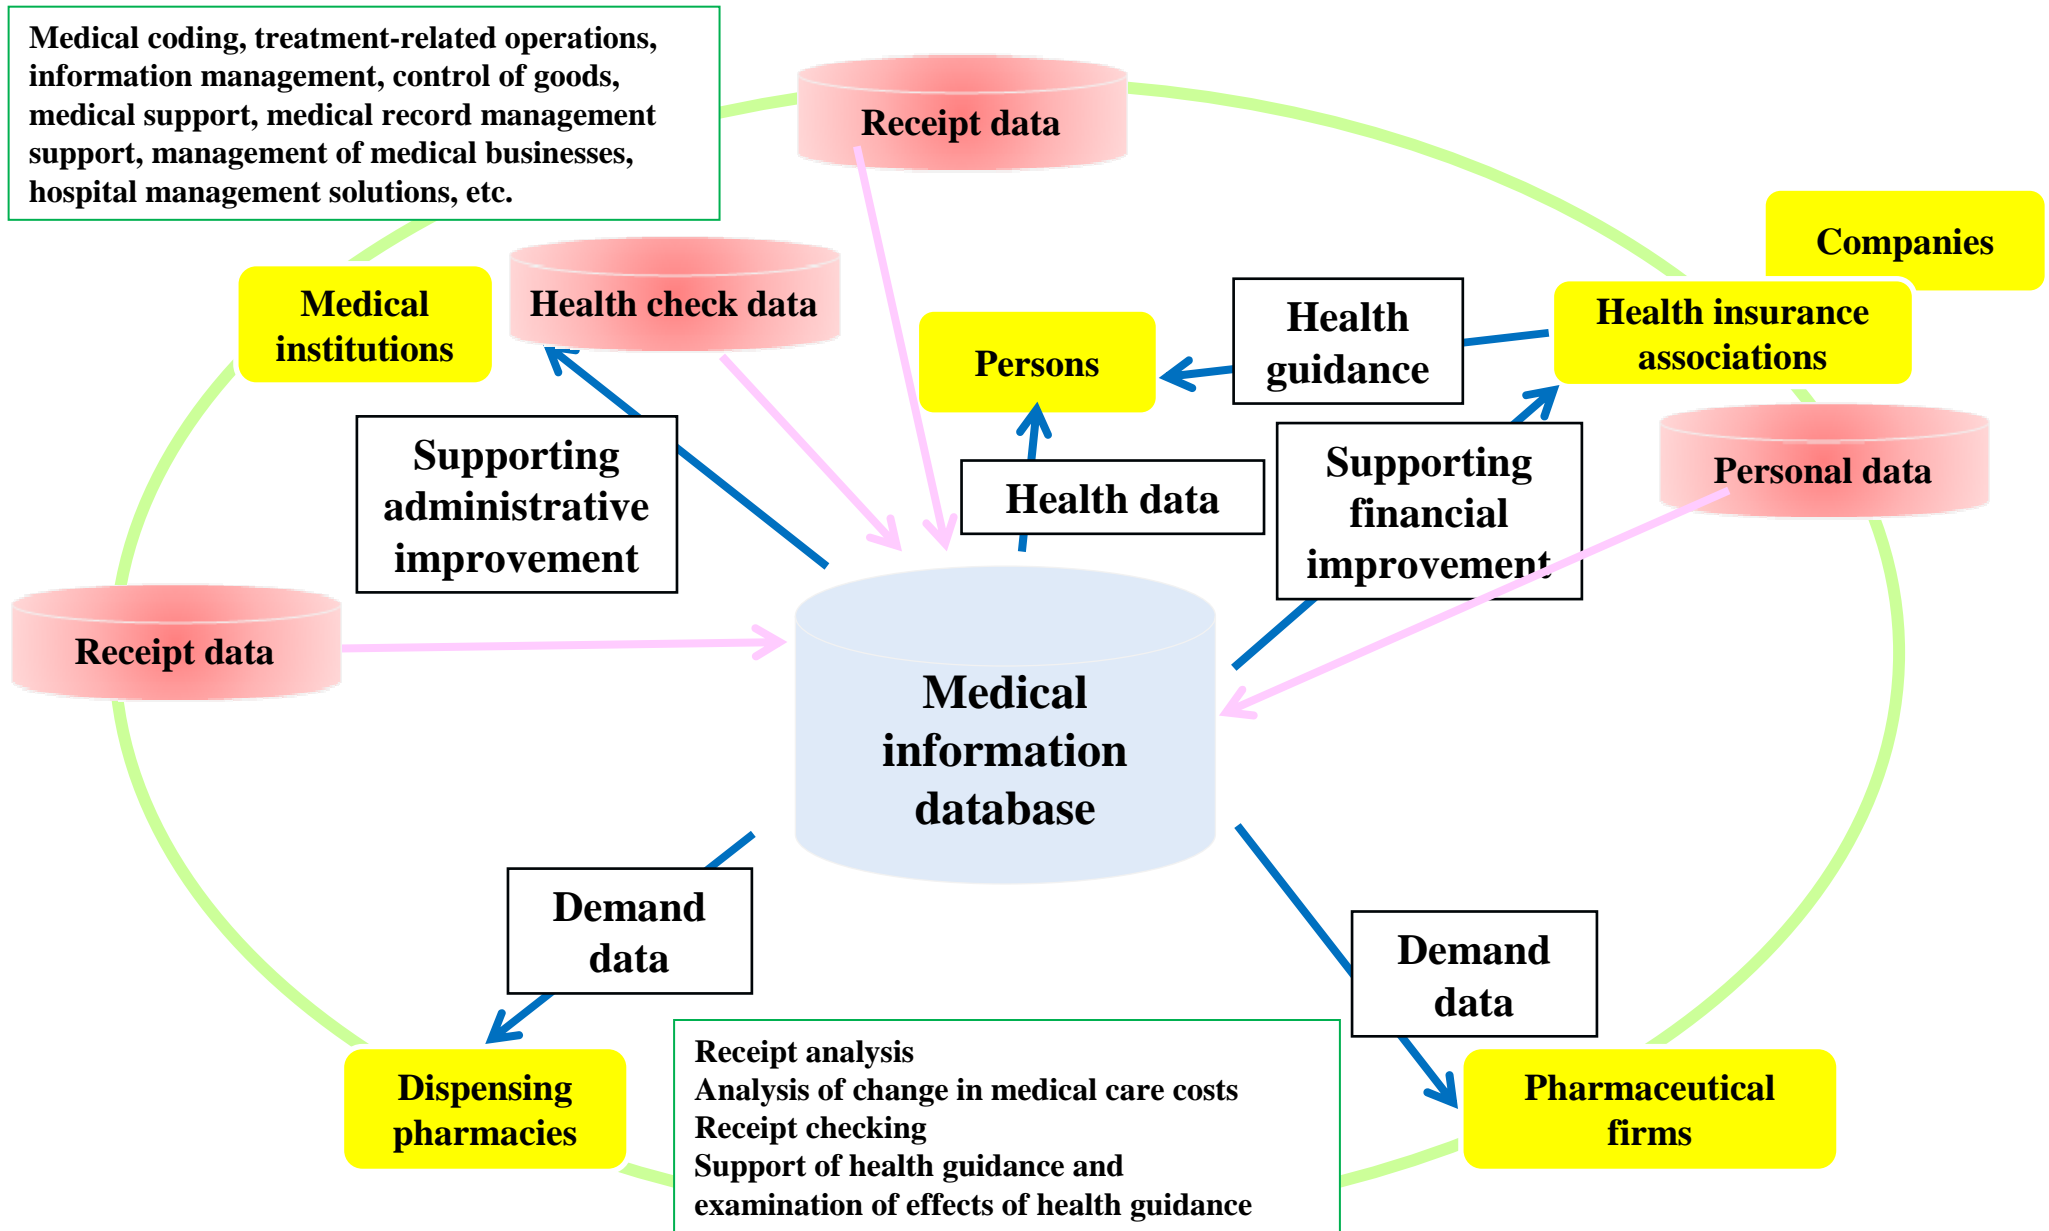 Medical coding, treatment-related operations,
information management, control of goods,
medical support, medical record management
support, management of medical businesses,
hospital management solutions, etc.
Receipt data
Companies
Medical
institutions
Health check data
Persons
Health
guidance
Health insurance
associations
Supporting
administrative
improvement
Health data
Supporting
financial
improvement
Personal data
Receipt data
Medical
information
database
Demand
data
Demand
data
Dispensing
pharmacies
Receipt analysis
Analysis of change in medical care costs
Receipt checking
Support of health guidance and
examination of effects of health guidance
Pharmaceutical
firms